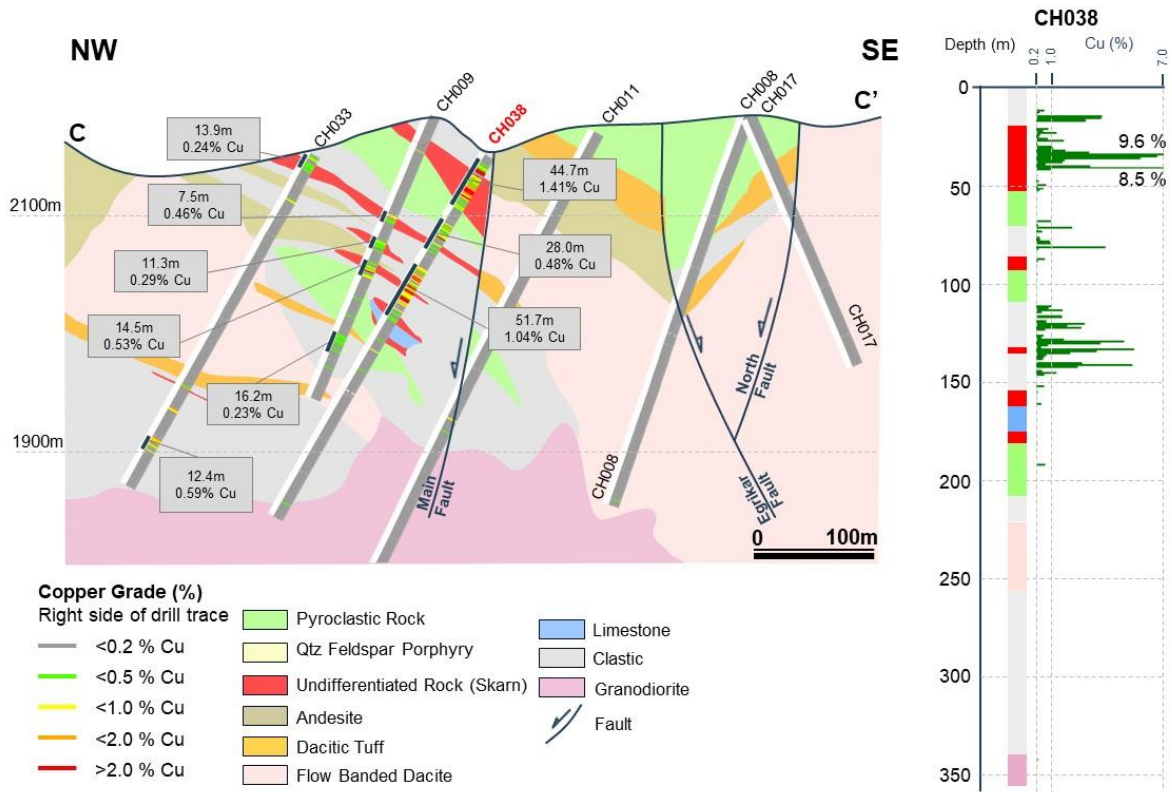 NW
SE
C
C'
CH033
CH009
CH038
CH011
CH008
CH017
13.9m
0.24% Cu
7.5m
0.46% Cu
11.3m
0.29% Cu
14.5m
0.53% Cu
16.2m
0.23% Cu
12.4m
0.59% Cu
44.7m
1.41% Cu
28.0m
0.48% Cu
51.7m
1.04% Cu
2100m
1900m
CH017
CH008
Main
Fault
North
Fault
Egrikar
Fault
0 100m
Copper Grade (%)
Right side of drill trace
<0.2 % Cu
<0.5 % Cu
<1.0 % Cu
<2.0 % Cu
>2.0 % Cu
Pyroclastic Rock
Qtz Feldspar Porphyry
Undifferentiated Rock (Skarn)
Andesite
Dacitic Tuff
Flow Banded Dacite
Limestone
Clastic
Granodiorite
Fault
CH038
Depth (m) Cu (%)
0.2 1.0 7.0
0
9.6 %
8.5 %
50
100
150
200
250
300
350